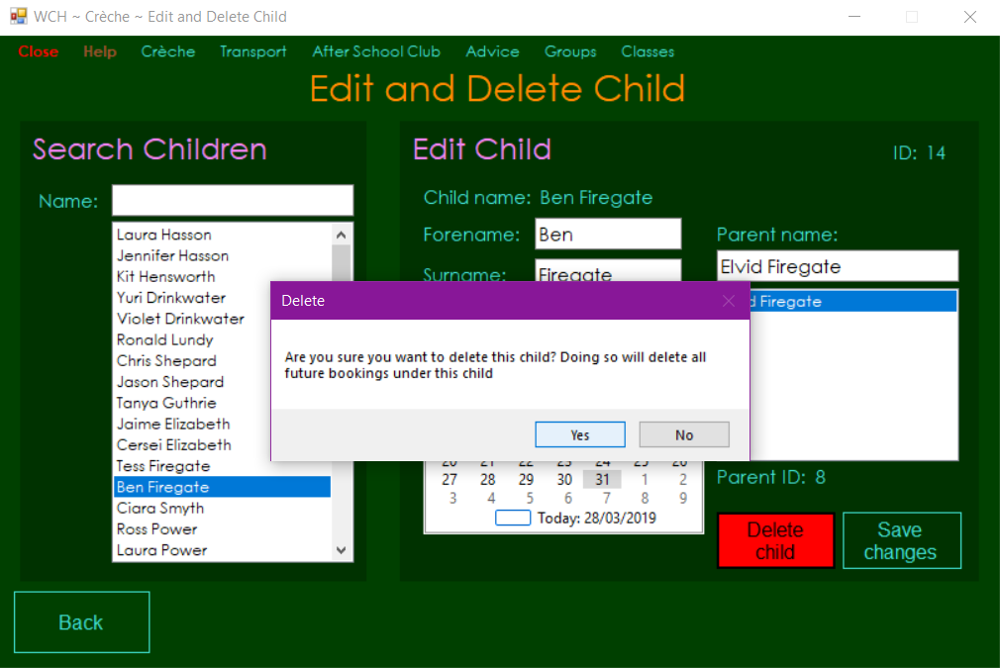 WCH ~ Crèche ~ Edit and Delete Child
Close Help Crèche Transport After School Club Advice Groups Classes
Edit and Delete Child
Search Children
Name:
Laura Hasson
Jennifer Hasson
Kit Hensworth
Yuri Drinkwater
Violet Drinkwater
Ronald Lundy
Chris Shepard
Jason Shepard
Tanya Guthrie
Jaime Elizabeth
Cersei Elizabeth
Tess Firegate
Ben Firegate
Ciara Smyth
Ross Power
Laura Power
Edit Child
ID: 14
Child name: Ben Firegate
Forename: Ben
Surname: Firegate
Parent name:
Elvid Firegate
Firegate
Delete
Are you sure you want to delete this child? Doing so will delete all
future bookings under this child
Yes No
20 21 22 23 24 25 26
27 28 29 30 31 1 2
3 4 5 6 7 8 9
Today: 28/03/2019
Parent ID: 8
Delete
child
Save
changes
Back